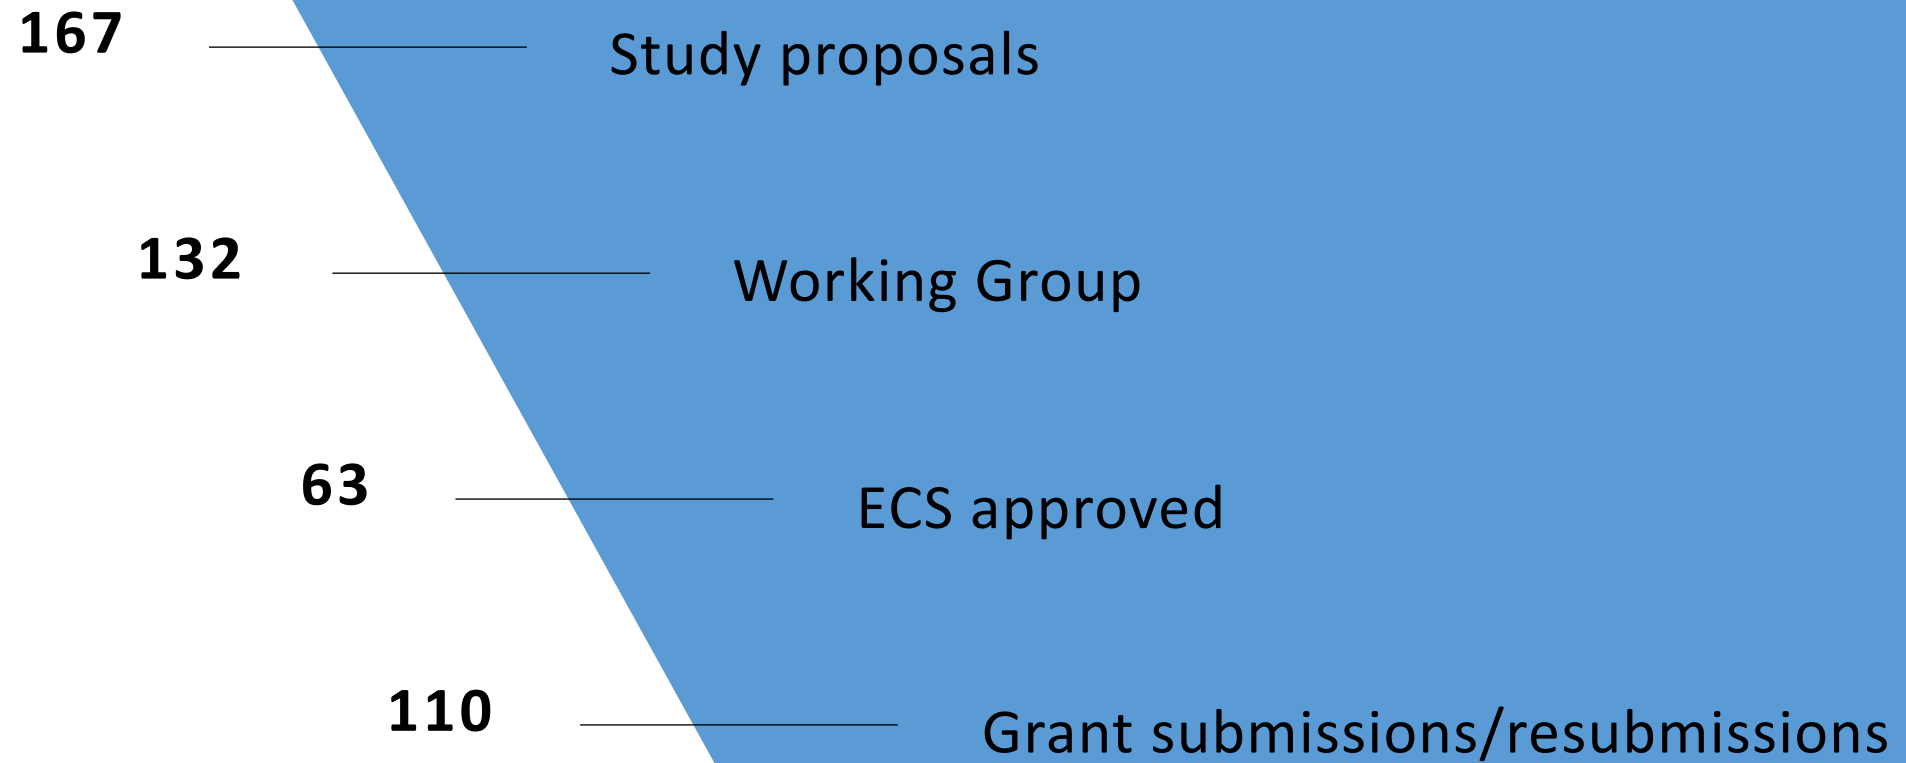 167 Study proposals
132 Working Group
63 ECS approved
110 Grant submissions/resubmissions